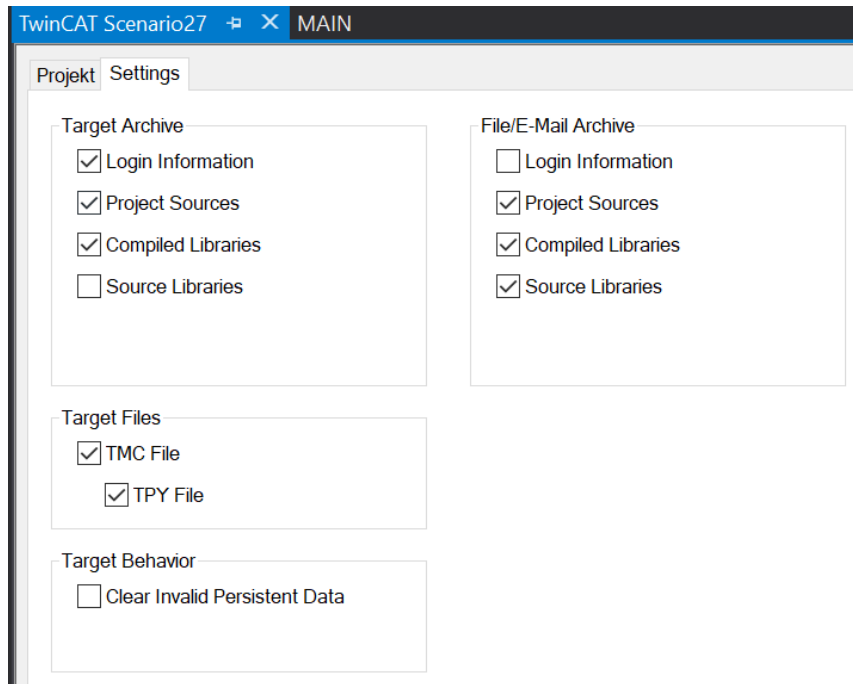 TwinCAT Scenario27 MAIN
Projekt Settings
Target Archive
Login Information
Project Sources
Compiled Libraries
Source Libraries
File/E-Mail Archive
Login Information
Project Sources
Compiled Libraries
Source Libraries
Target Files
TMC File
TPY File
Target Behavior
Clear Invalid Persistent Data